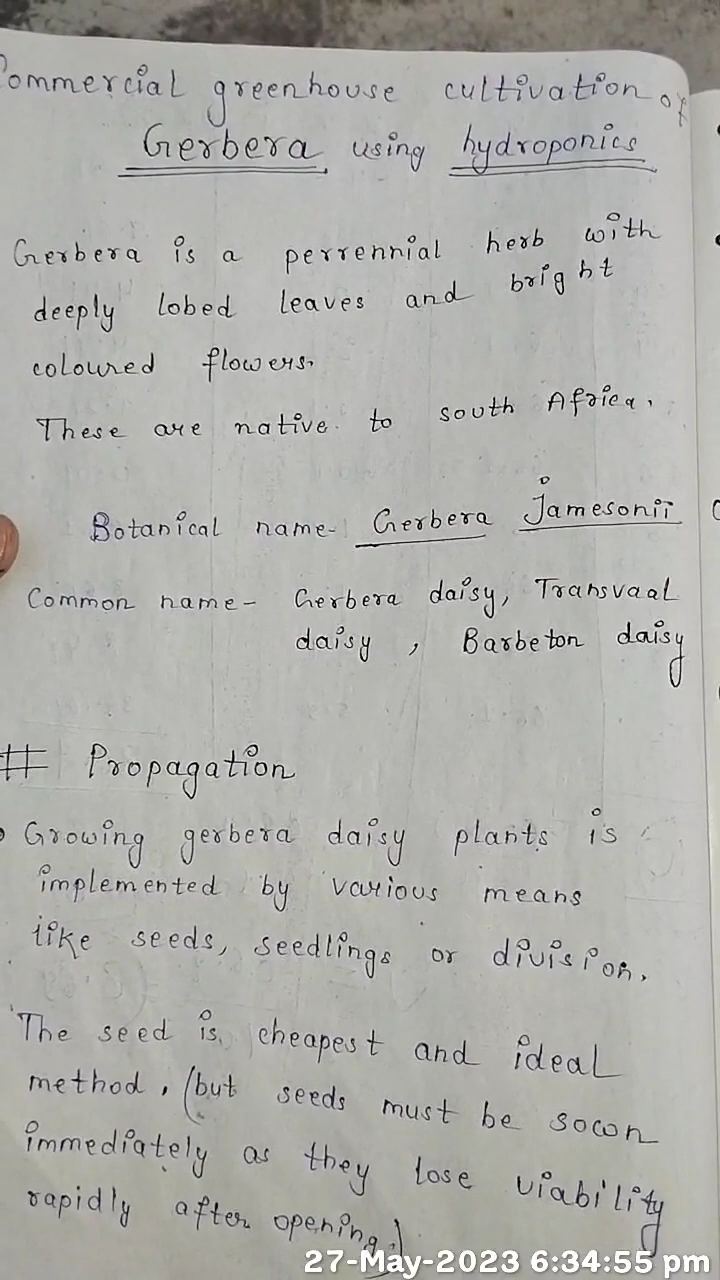 Commercial greenhouse cultivation of
Gerbera using hydroponics
Gerbera is a perrennial herb with
deeply lobed leaves and bright
coloured flowers.
These are native to south Africa.
Botanical name- Gerbera Jamesonii
Common name- Gerbera daisy, Transvaal
daisy, Barbeton daisy
# Propagation
• Growing gerbera daisy plants is
implemented by various means
like seeds, seedlings or division.
The seed is cheapest and ideal
method. (but seeds must be socon
immediately as they lose viability
rapidly after opening.)
27-May-2023 6:34:55 pm